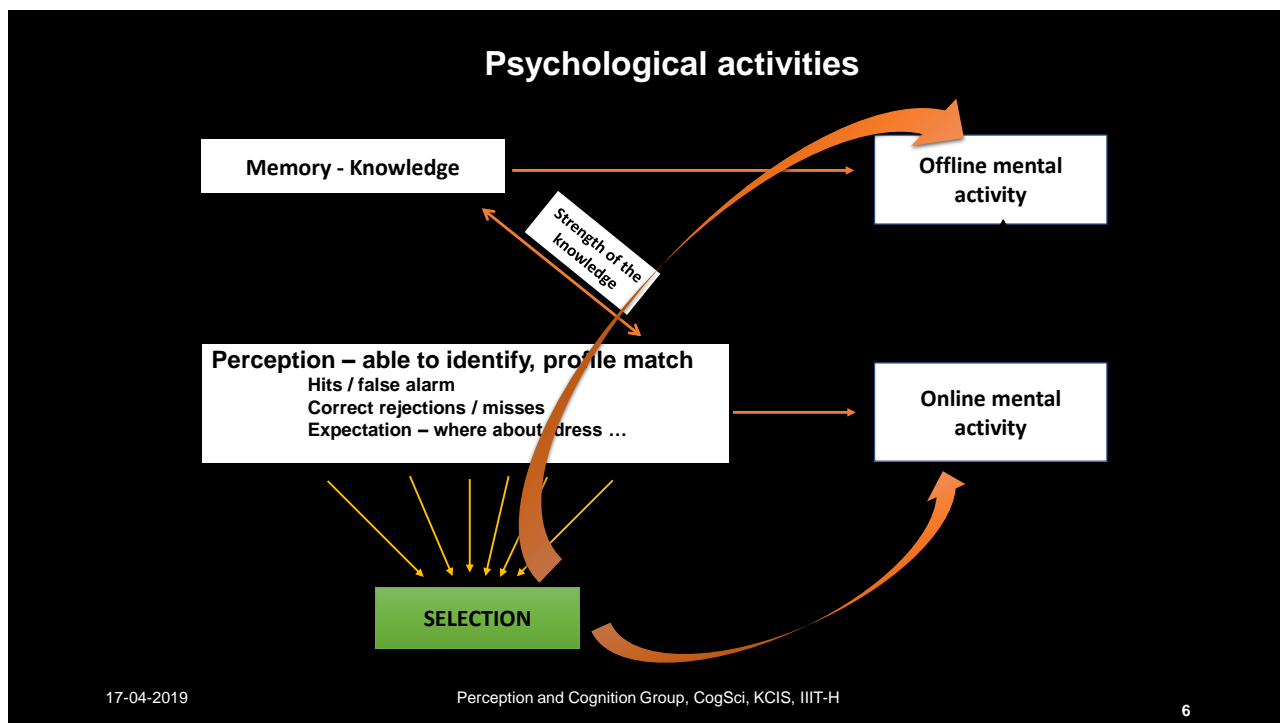 Psychological activities
Memory - Knowledge
Offline mental
activity
Strength of the
knowledge
Perception – able to identify, profile match
Hits / false alarm
Correct rejections / misses
Expectation – where about dress …
Online mental
activity
SELECTION
17-04-2019
Perception and Cognition Group, CogSci, KCIS, IIIT-H
6